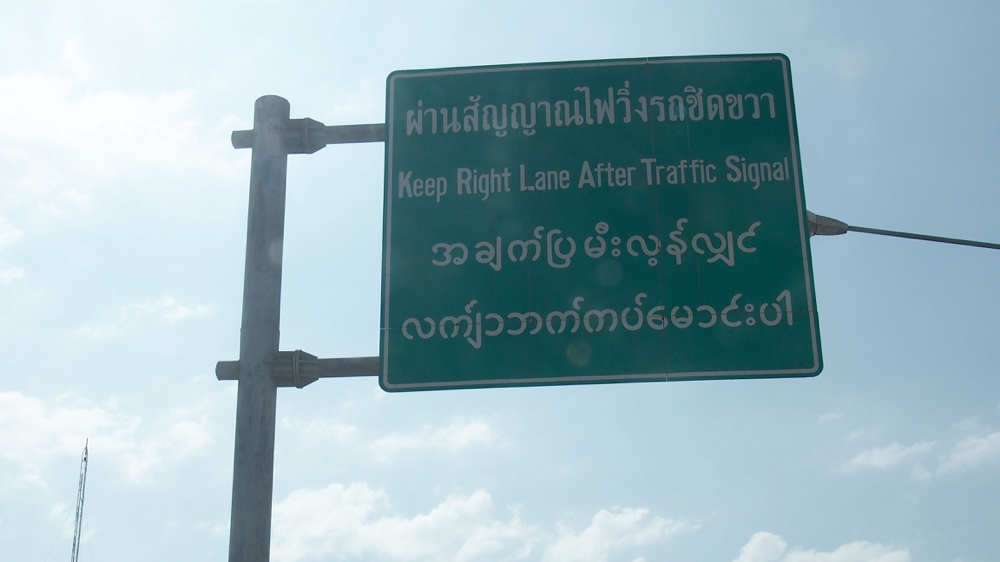 ผ่านสัญญาณไฟวิ่งรถชิดขวา
Keep Right Lane After Traffic Signal
အချက်ပြမီးလွန့်လျှင်
လက်ျာဘက်ကပ်မောင်းပါ